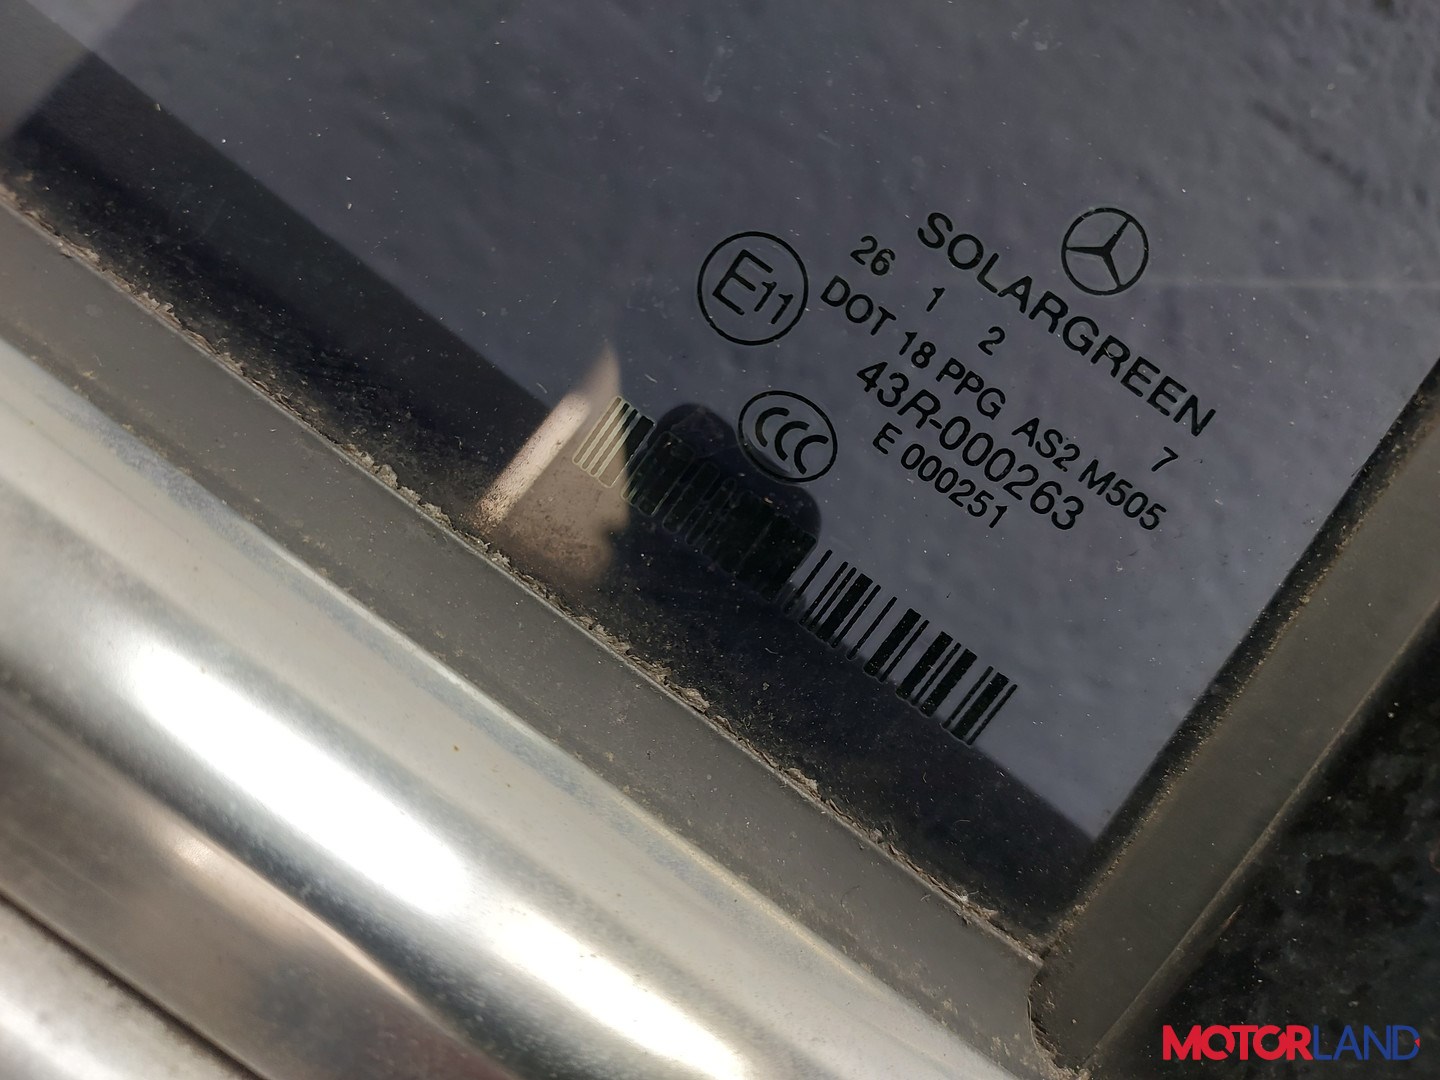 SOLARGREEN
26 1 2 7
E11
DOT 18 PPG AS2 M505
43R-000263
CCC
E 000251
MOTORLAND